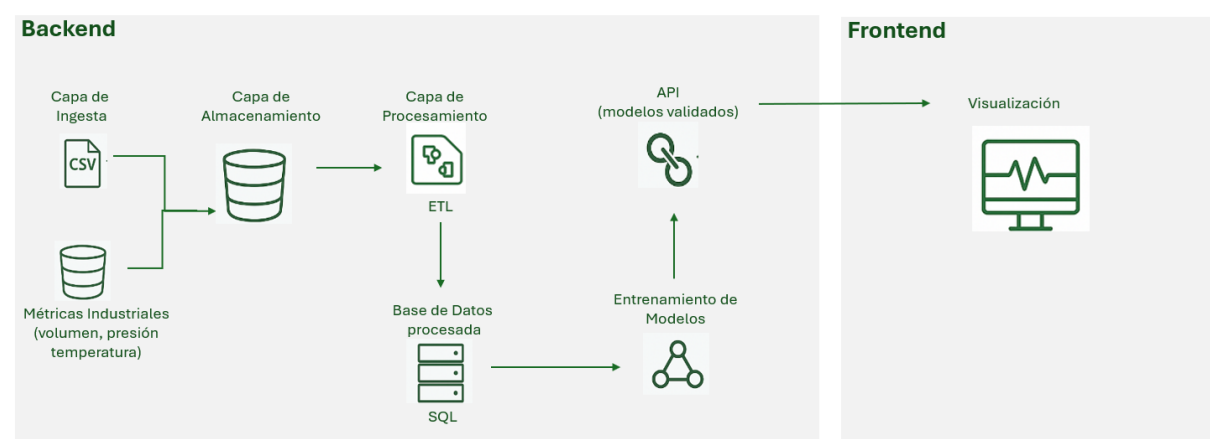 Backend
Frontend
Capa de
Ingesta
CSV
Capa de
Almacenamiento
Capa de
Procesamiento
ETL
API
(modelos validados)
Visualización
Métricas Industriales
(volumen, presión
temperatura)
Base de Datos
procesada
SQL
Entrenamiento de
Modelos